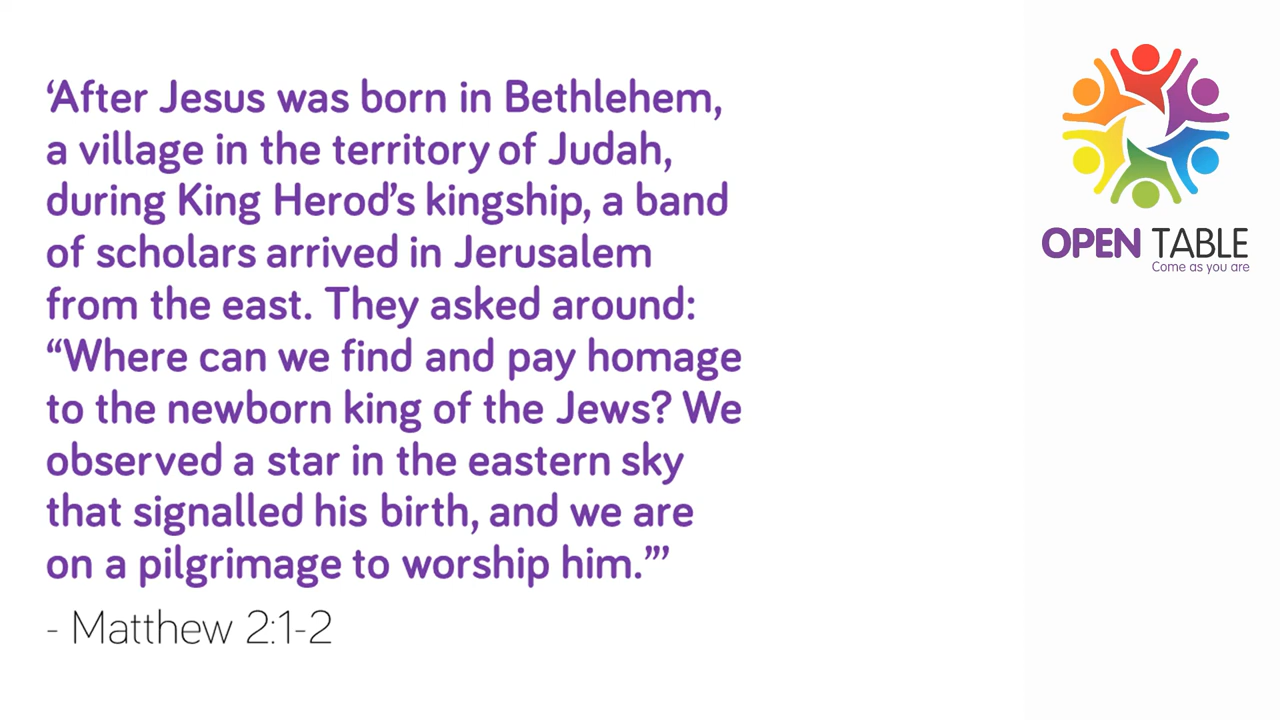 ‘After Jesus was born in Bethlehem,
a village in the territory of Judah,
during King Herod’s kingship, a band
of scholars arrived in Jerusalem
from the east. They asked around:
“Where can we find and pay homage
to the newborn king of the Jews? We
observed a star in the eastern sky
that signalled his birth, and we are
on a pilgrimage to worship him.”’
- Matthew 2:1-2
OPEN TABLE
Come as you are